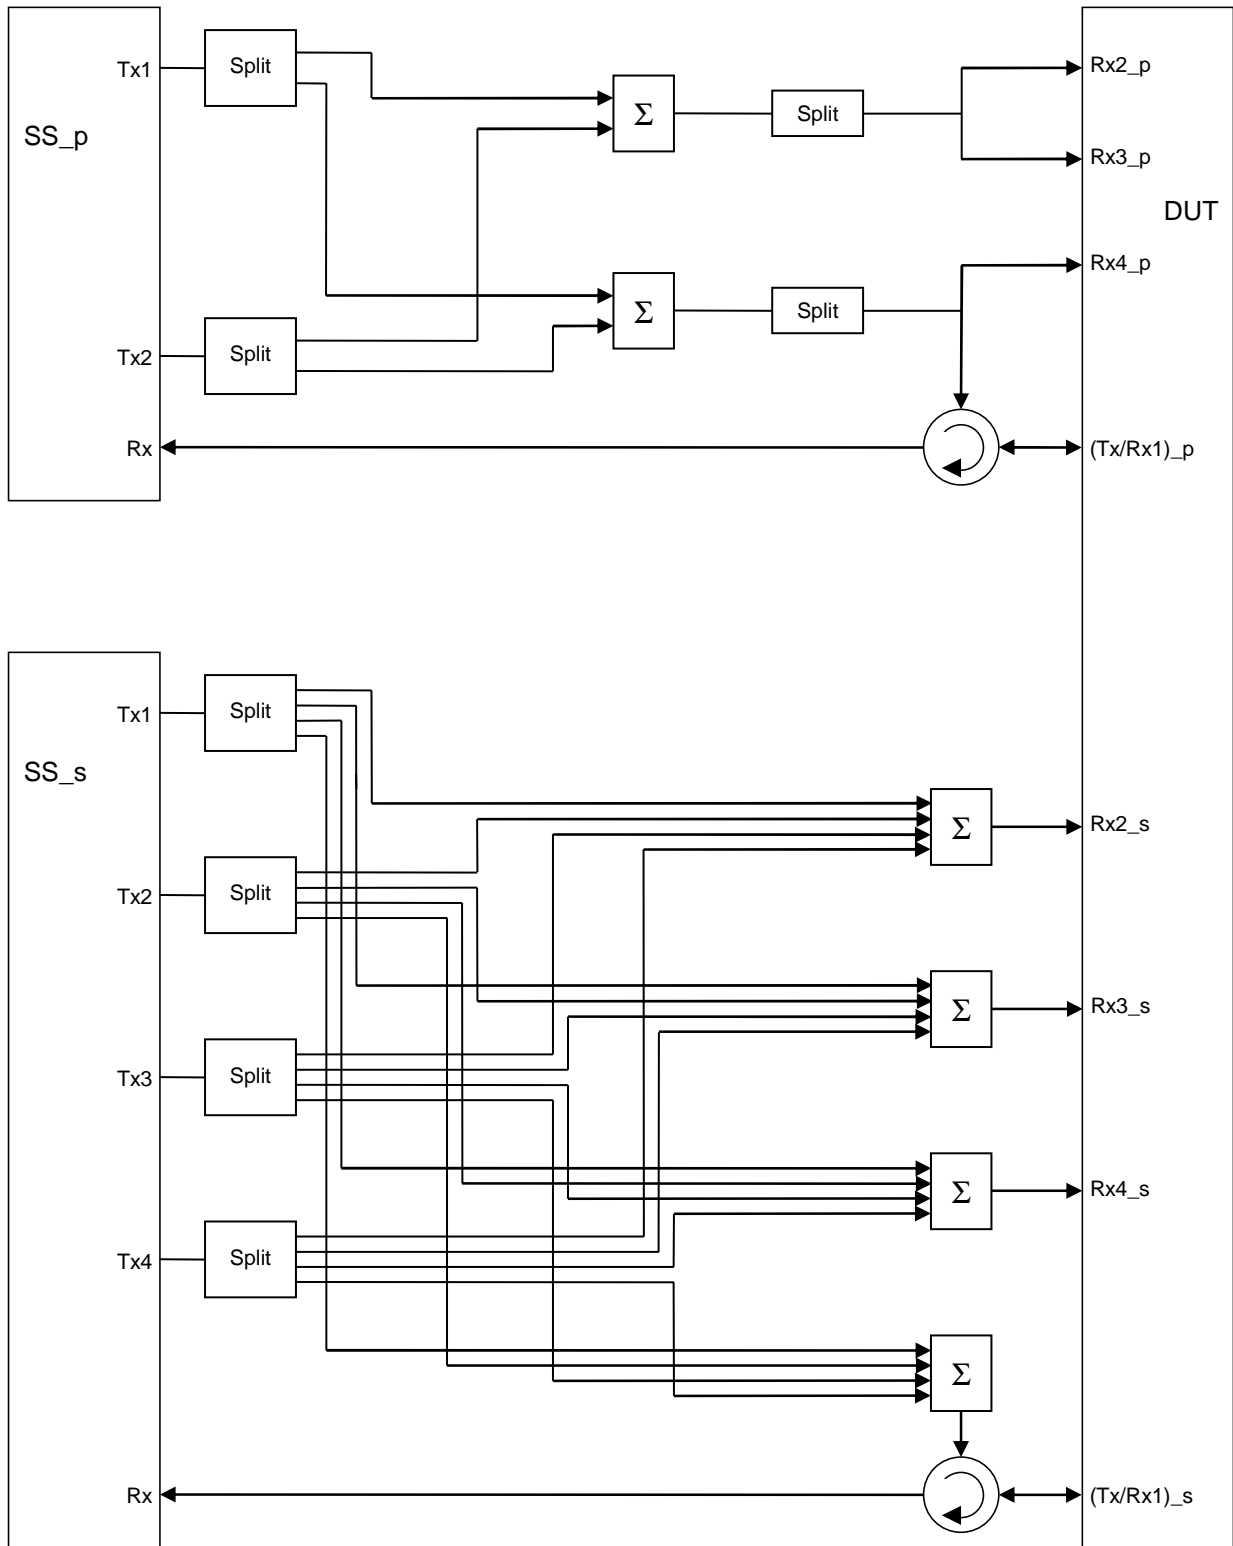 Tx1
Split
SS_p
Σ
Split
Rx2_p
Rx3_p
DUT
Rx4_p
Σ
Split
Tx2
Split
Rx
(Tx/Rx1)_p
Tx1
Split
SS_s
Σ
Rx2_s
Tx2
Split
Σ
Rx3_s
Tx3
Split
Σ
Rx4_s
Tx4
Split
Σ
Rx
(Tx/Rx1)_s